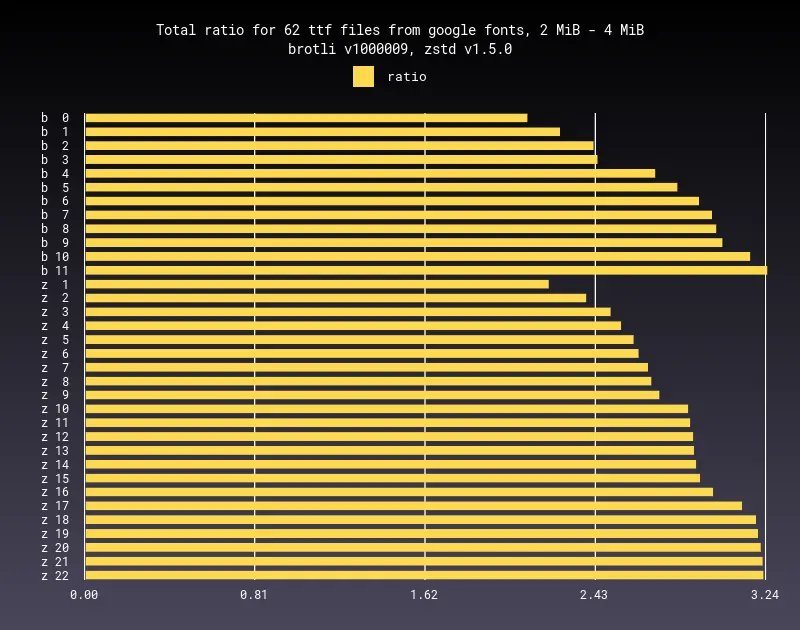 Total ratio for 62 ttf files from google fonts, 2 MiB - 4 MiB
brotli v1000009, zstd v1.5.0
ratio
b 0
b 1
b 2
b 3
b 4
b 5
b 6
b 7
b 8
b 9
b 10
b 11
z 1
z 2
z 3
z 4
z 5
z 6
z 7
z 8
z 9
z 10
z 11
z 12
z 13
z 14
z 15
z 16
z 17
z 18
z 19
z 20
z 21
z 22
0.00 0.81 1.62 2.43 3.24